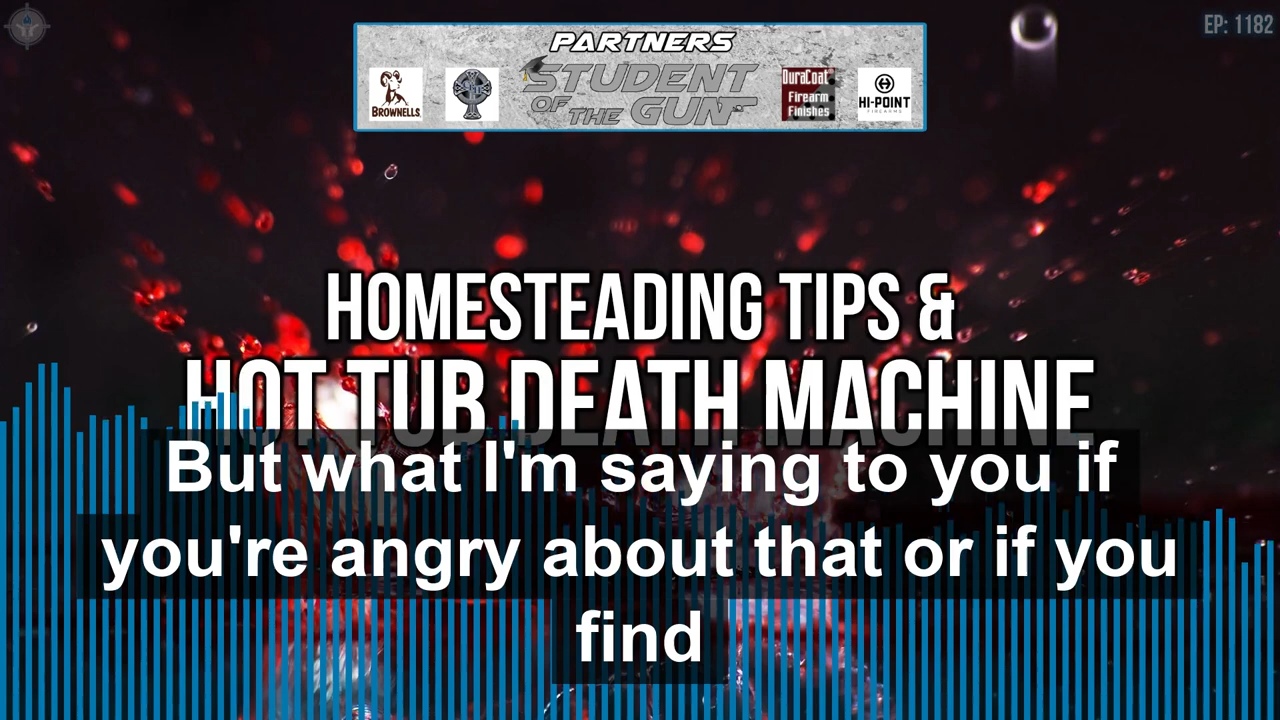 EP: 1182
PARTNERS
STUDENT
OF THE GUN
BROWNELLS
DuraCoat
Firearm
Finishes
HI-POINT
FIREARMS
HOMESTEADING TIPS &
HOT TUB DEATH MACHINE
But what I'm saying to you if
you're angry about that or if you
find